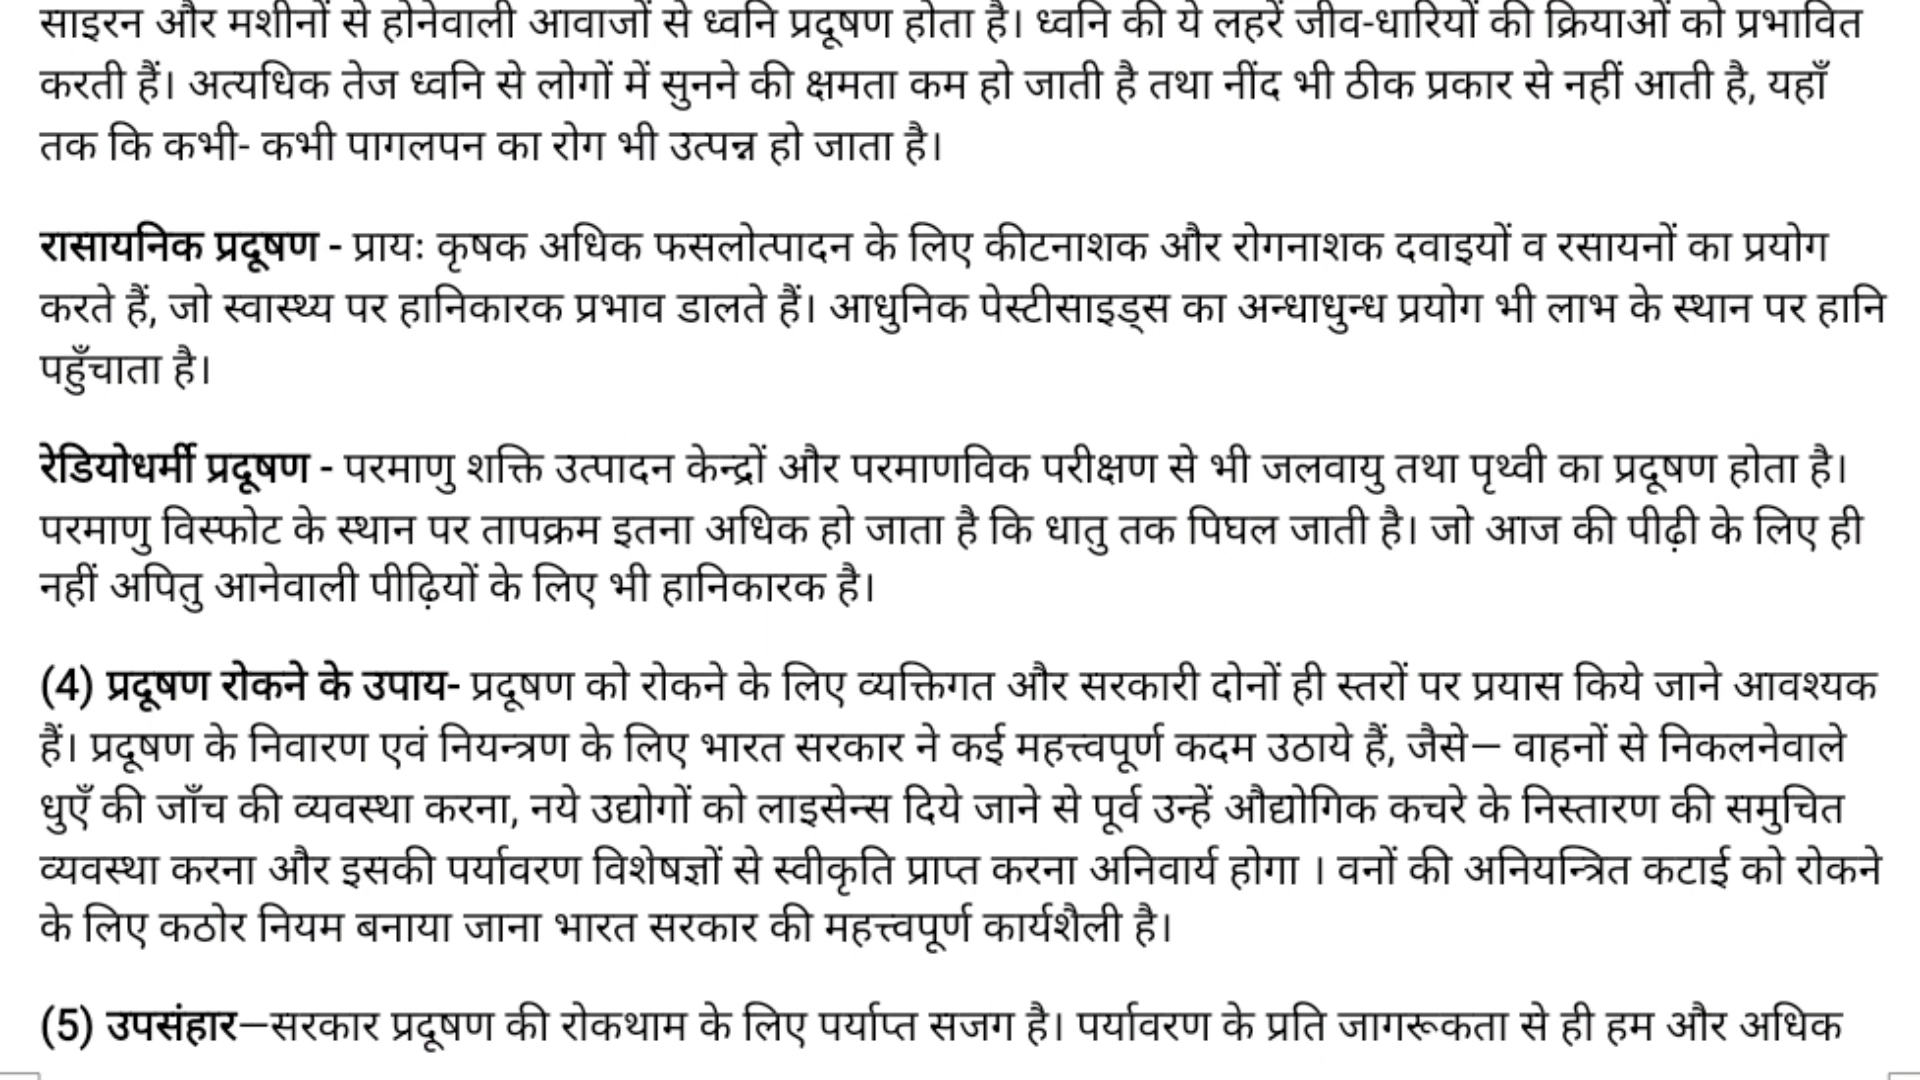 साइरन और मशीनों से होनेवाली आवाजों से ध्वनि प्रदूषण होता है। ध्वनि की ये लहरें जीव-धारियों की क्रियाओं को प्रभावित
करती हैं। अत्यधिक तेज ध्वनि से लोगों में सुनने की क्षमता कम हो जाती है तथा नींद भी ठीक प्रकार से नहीं आती है, यहाँ
तक कि कभी- कभी पागलपन का रोग भी उत्पन्न हो जाता है।
रासायनिक प्रदूषण - प्रायः कृषक अधिक फसलोत्पादन के लिए कीटनाशक और रोगनाशक दवाइयों व रसायनों का प्रयोग
करते हैं, जो स्वास्थ्य पर हानिकारक प्रभाव डालते हैं। आधुनिक पेस्टीसाइड्स का अन्धाधुन्ध प्रयोग भी लाभ के स्थान पर हानि
पहुँचाता है।
रेडियोधर्मी प्रदूषण - परमाणु शक्ति उत्पादन केन्द्रों और परमाणविक परीक्षण से भी जलवायु तथा पृथ्वी का प्रदूषण होता है।
परमाणु विस्फोट के स्थान पर तापक्रम इतना अधिक हो जाता है कि धातु तक पिघल जाती है। जो आज की पीढ़ी के लिए ही
नहीं अपितु आनेवाली पीढ़ियों के लिए भी हानिकारक है।
(4) प्रदूषण रोकने के उपाय- प्रदूषण को रोकने के लिए व्यक्तिगत और सरकारी दोनों ही स्तरों पर प्रयास किये जाने आवश्यक
हैं। प्रदूषण के निवारण एवं नियन्त्रण के लिए भारत सरकार ने कई महत्त्वपूर्ण कदम उठाये हैं, जैसे— वाहनों से निकलनेवाले
धुएँ की जाँच की व्यवस्था करना, नये उद्योगों को लाइसेन्स दिये जाने से पूर्व उन्हें औद्योगिक कचरे के निस्तारण की समुचित
व्यवस्था करना और इसकी पर्यावरण विशेषज्ञों से स्वीकृति प्राप्त करना अनिवार्य होगा । वनों की अनियन्त्रित कटाई को रोकने
के लिए कठोर नियम बनाया जाना भारत सरकार की महत्त्वपूर्ण कार्यशैली है।
(5) उपसंहार—सरकार प्रदूषण की रोकथाम के लिए पर्याप्त सजग है। पर्यावरण के प्रति जागरूकता से ही हम और अधिक